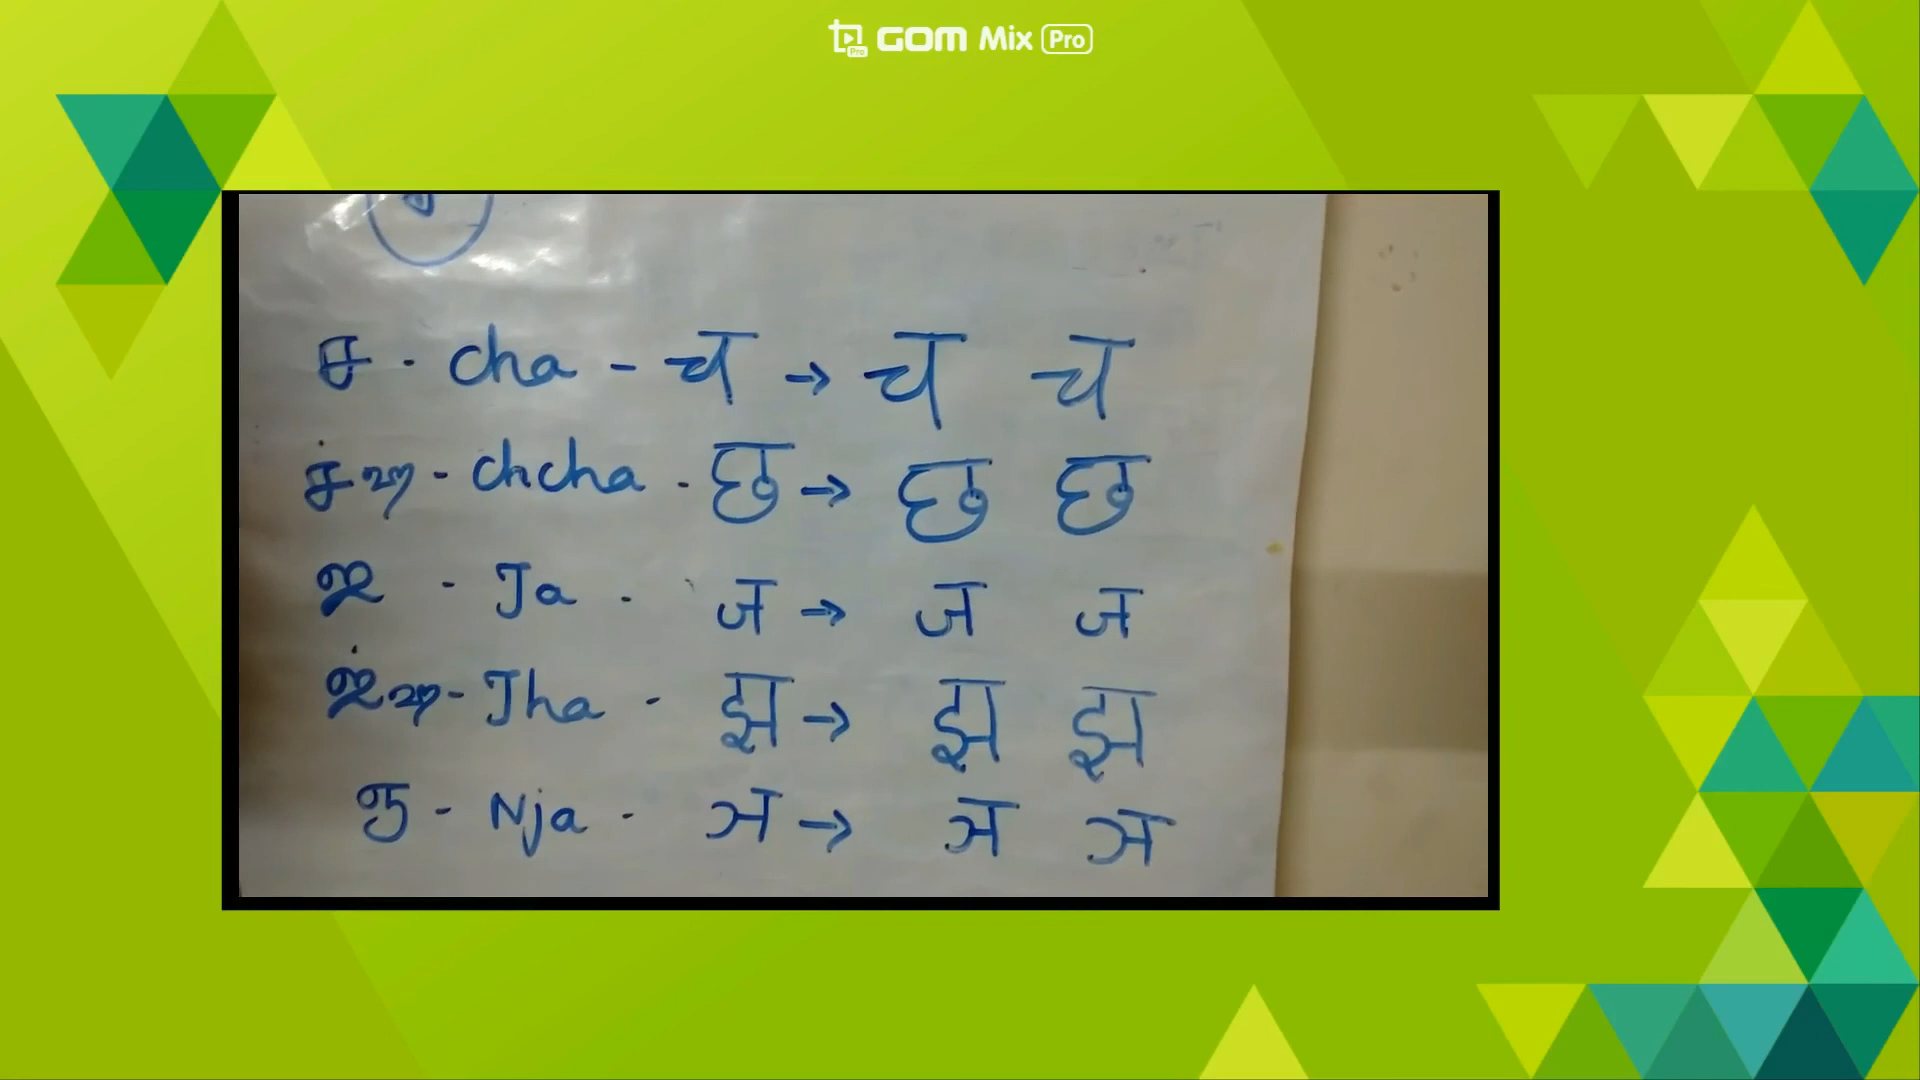 GOM Mix Pro
ச - cha - च → च च
ச்ஹ - chcha - छ → छ छ
ஜ - Ja - ज → ज ज
ஜ்ஹ - Jha - झ → झ झ
ஞ - Nja - ञ → ञ ञ